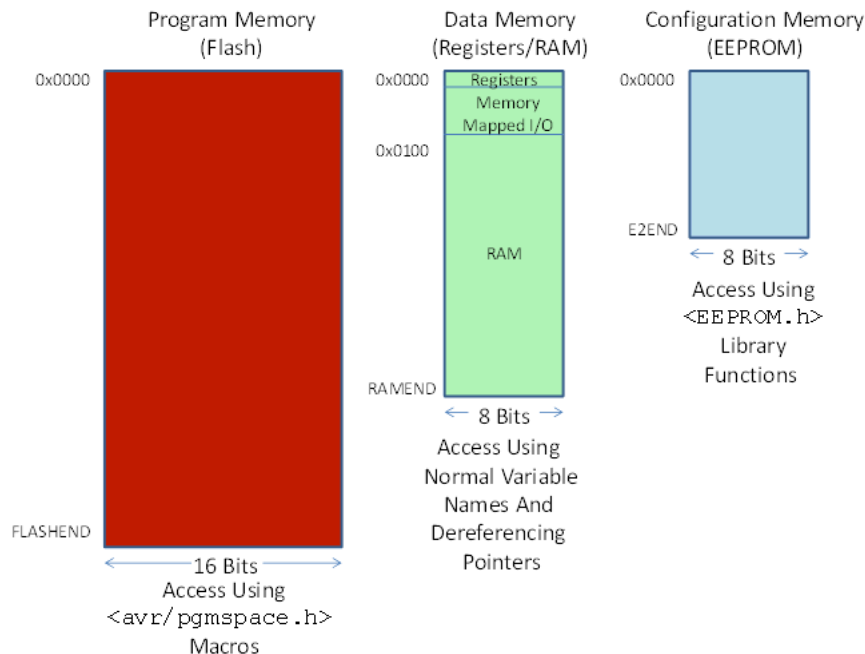 Program Memory
(Flash)
0x0000
FLASHEND
16 Bits
Access Using
<avr/pgmspace.h>
Macros
Data Memory
(Registers/RAM)
0x0000
Registers
Memory
Mapped I/O
0x0100
RAM
RAMEND
8 Bits
Access Using
Normal Variable
Names And
Dereferencing
Pointers
Configuration Memory
(EEPROM)
0x0000
E2END
8 Bits
Access Using
<EEPROM.h>
Library
Functions